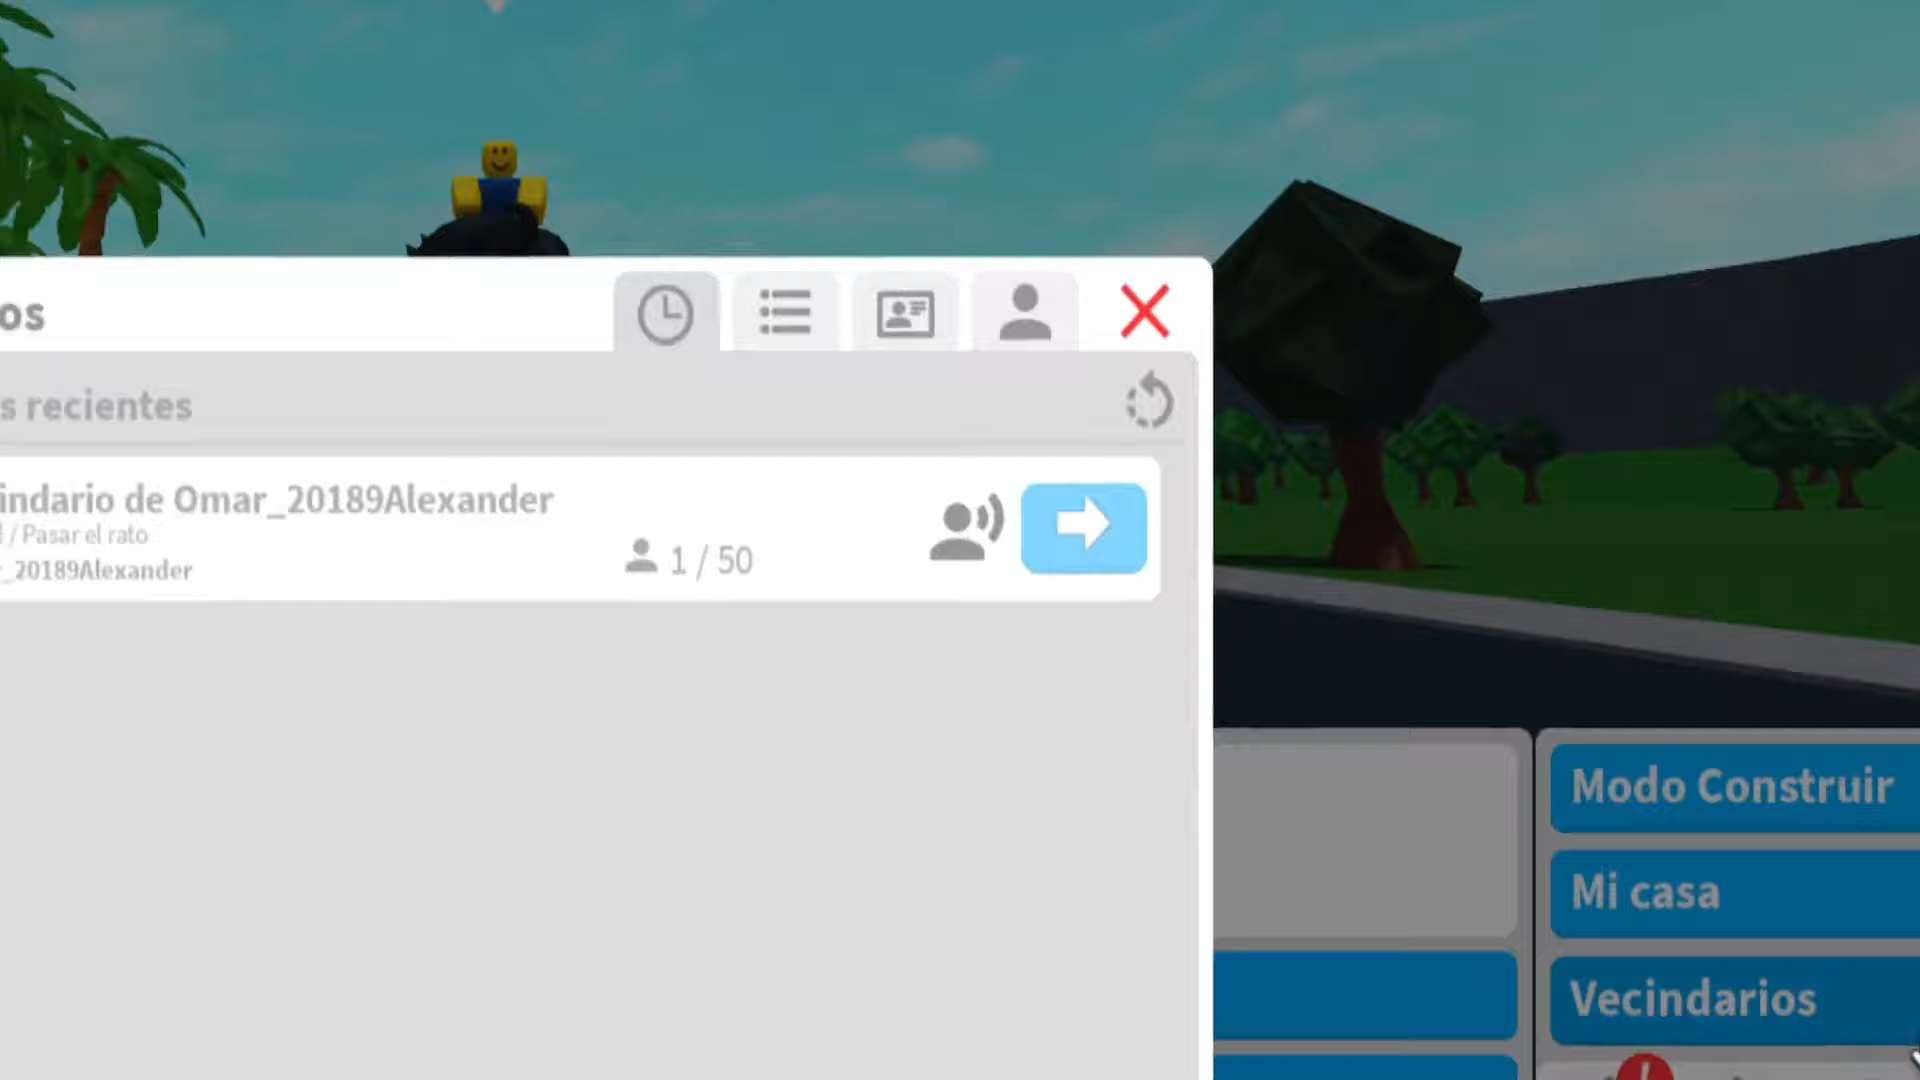 os
s recientes
indario de Omar_20189Alexander
/ Pasar el rato
_20189Alexander
1 / 50
Modo Construir
Mi casa
Vecindarios
!